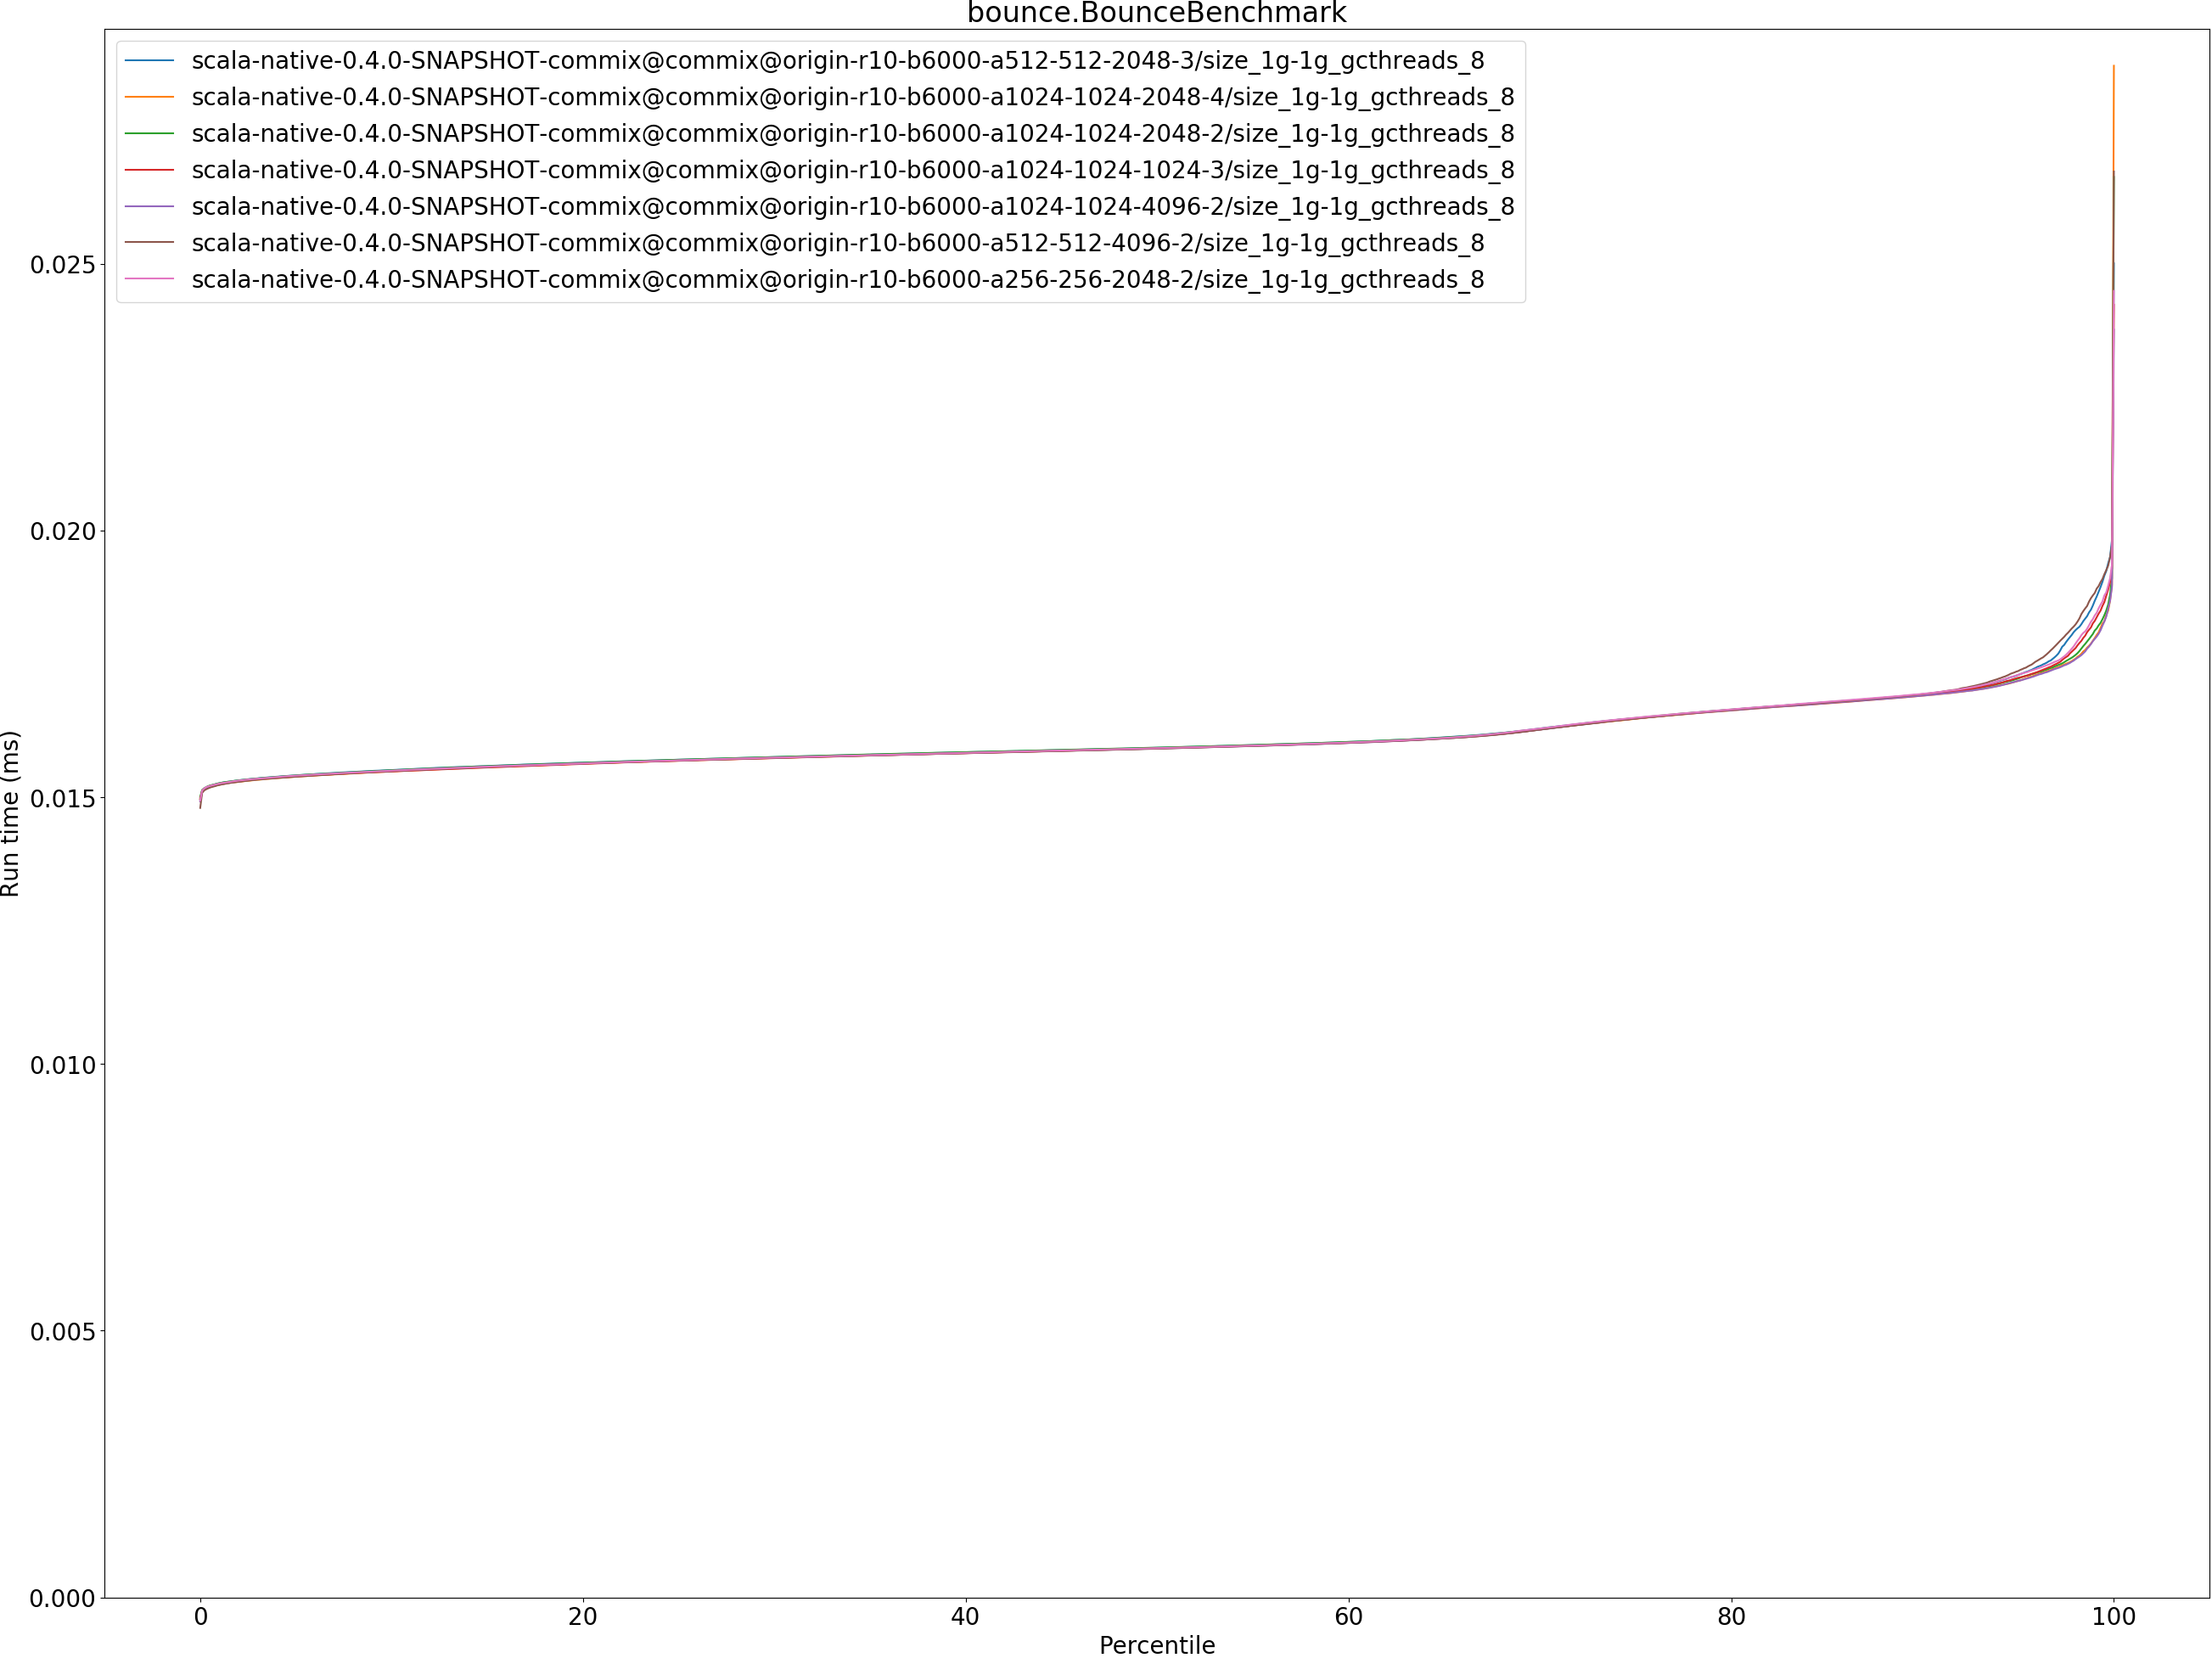 bounce.BounceBenchmark
scala-native-0.4.0-SNAPSHOT-commix@commix@origin-r10-b6000-a512-512-2048-3/size_1g-1g_gcthreads_8
scala-native-0.4.0-SNAPSHOT-commix@commix@origin-r10-b6000-a1024-1024-2048-4/size_1g-1g_gcthreads_8
scala-native-0.4.0-SNAPSHOT-commix@commix@origin-r10-b6000-a1024-1024-2048-2/size_1g-1g_gcthreads_8
scala-native-0.4.0-SNAPSHOT-commix@commix@origin-r10-b6000-a1024-1024-1024-3/size_1g-1g_gcthreads_8
scala-native-0.4.0-SNAPSHOT-commix@commix@origin-r10-b6000-a1024-1024-4096-2/size_1g-1g_gcthreads_8
scala-native-0.4.0-SNAPSHOT-commix@commix@origin-r10-b6000-a512-512-4096-2/size_1g-1g_gcthreads_8
scala-native-0.4.0-SNAPSHOT-commix@commix@origin-r10-b6000-a256-256-2048-2/size_1g-1g_gcthreads_8
0.025
0.020
0.015
0.010
0.005
0.000
Run time (ms)
0 20 40 60 80 100
Percentile